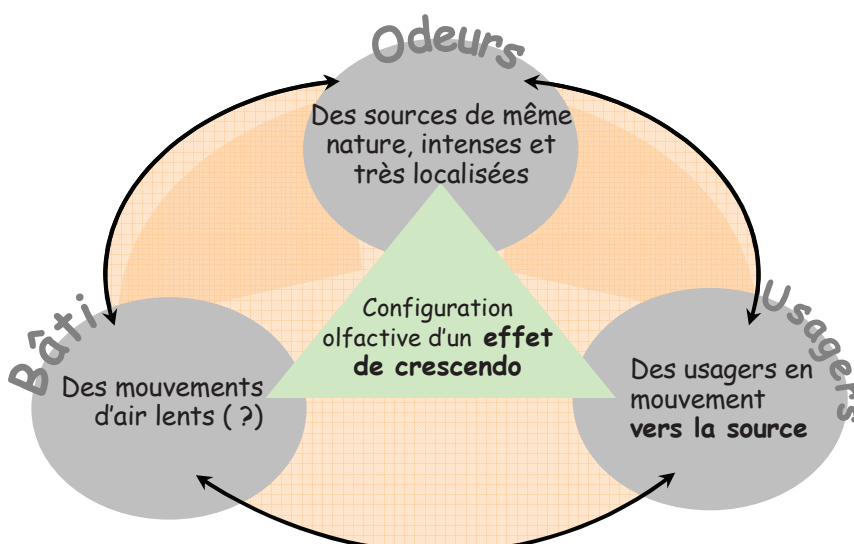 Odeurs
Des sources de même
nature, intenses et
très localisées
Configuration
olfactive d'un effet
de crescendo
Bâti
Des mouvements
d'air lents ( ?)
Usagers
Des usagers en
mouvement
vers la source